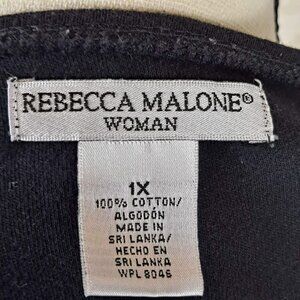 REBECCA MALONE®
WOMAN
1X
100% COTTON/
ALGODÓN
MADE IN
SRI LANKA/
HECHO EN
SRI LANKA
WPL 8046